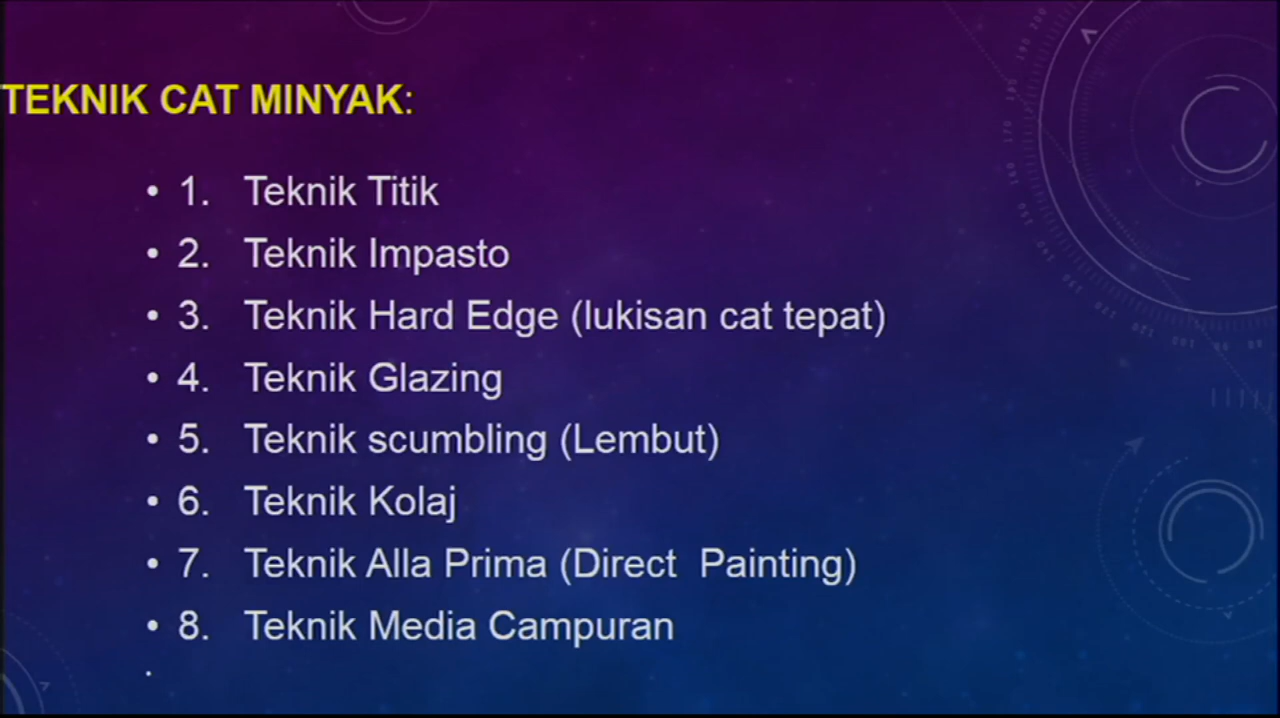 TEKNIK CAT MINYAK:
• 1. Teknik Titik
• 2. Teknik Impasto
• 3. Teknik Hard Edge (lukisan cat tepat)
• 4. Teknik Glazing
• 5. Teknik scumbling (Lembut)
• 6. Teknik Kolaj
• 7. Teknik Alla Prima (Direct Painting)
• 8. Teknik Media Campuran